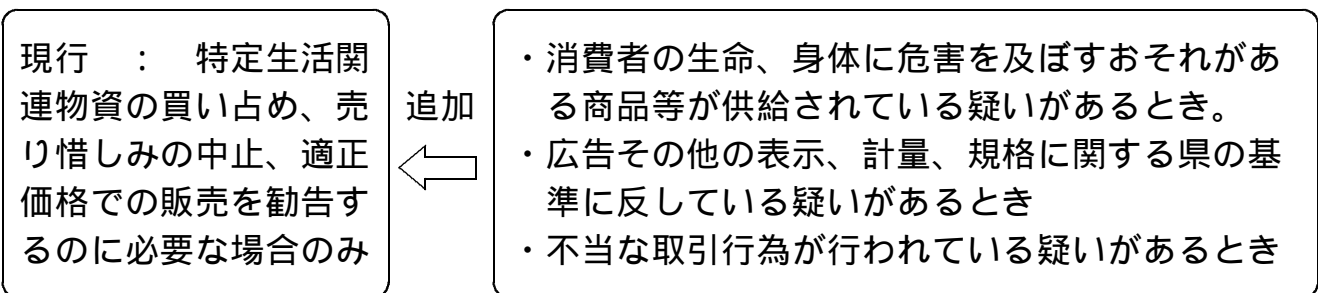 現行　：　特定生活関
連物資の買い占め、売
り惜しみの中止、適正
価格での販売を勧告す
るのに必要な場合のみ
追加
・消費者の生命、身体に危害を及ぼすおそれがあ
る商品等が供給されている疑いがあるとき。
・広告その他の表示、計量、規格に関する県の基
準に反している疑いがあるとき
・不当な取引行為が行われている疑いがあるとき